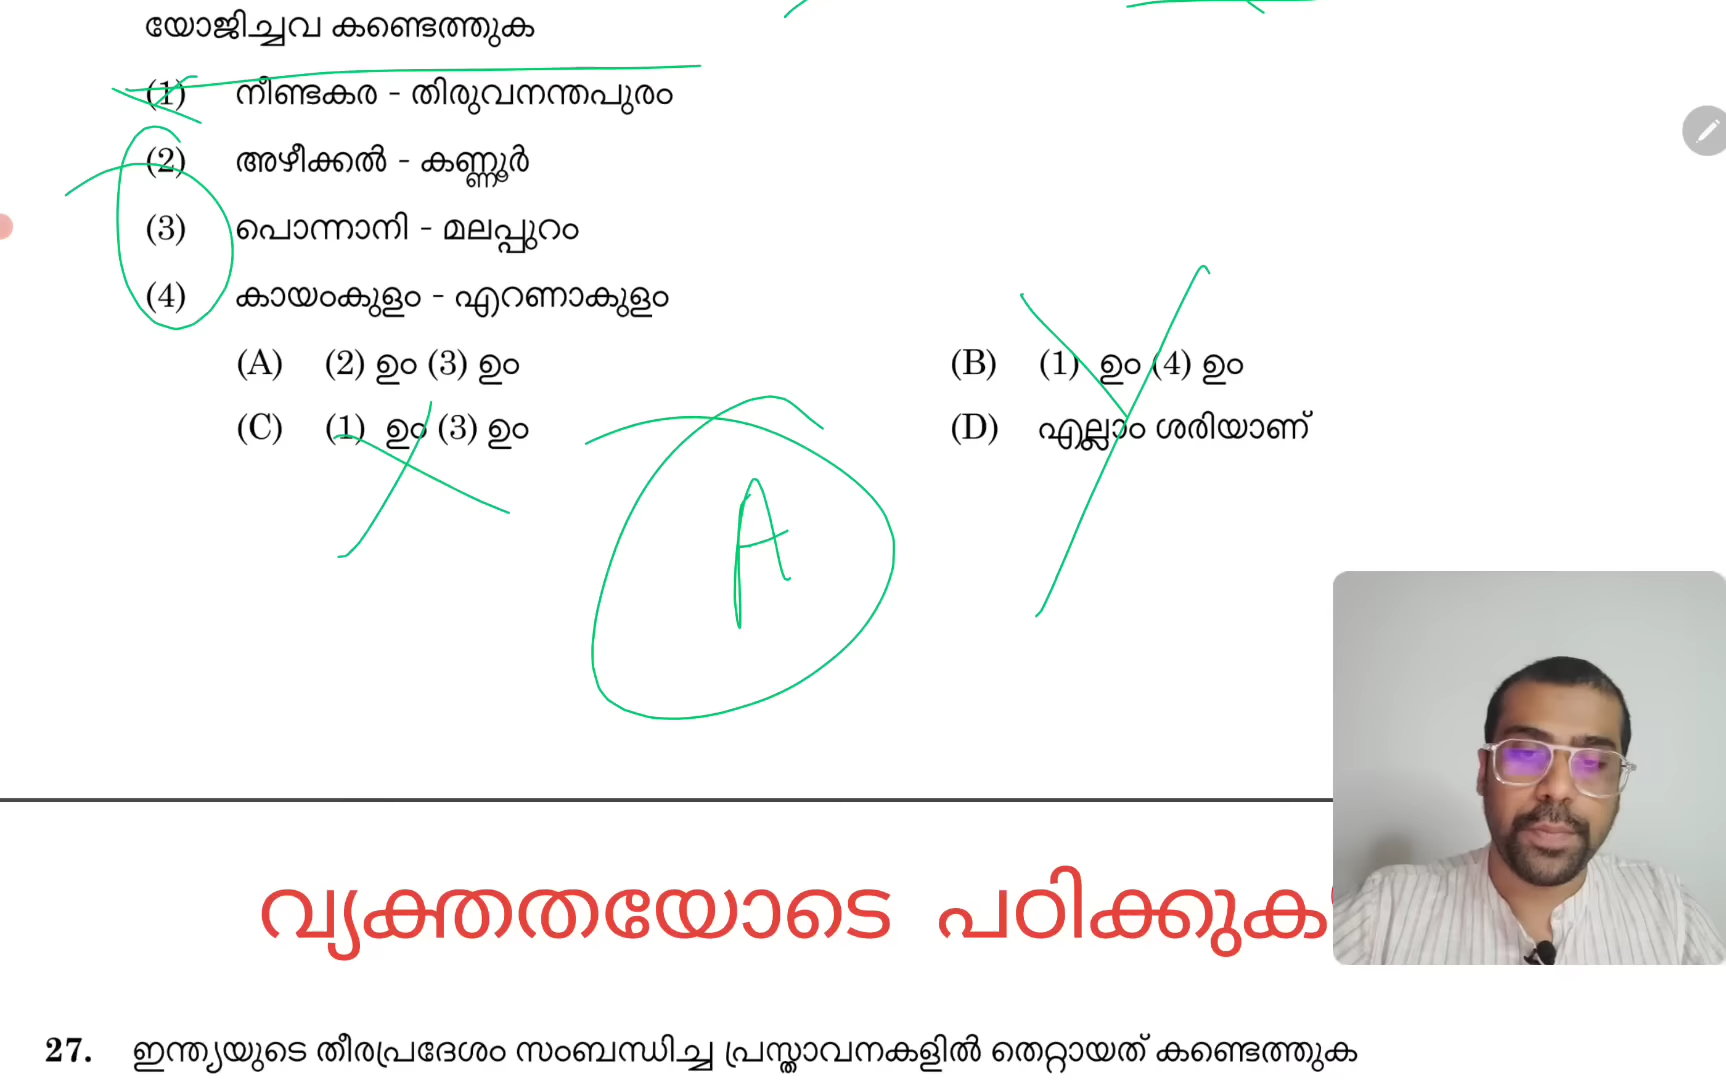 യോജിച്ചവ കണ്ടെത്തുക
(1) നീണ്ടകര - തിരുവനന്തപുരം
(2) അഴീക്കൽ - കണ്ണൂർ
(3) പൊന്നാനി - മലപ്പുറം
(4) കായംകുളം - എറണാകുളം
(A) (2) ഉം (3) ഉം (B) (1) ഉം (4) ഉം
(C) (1) ഉം (3) ഉം (D) എല്ലാം ശരിയാണ്
A
വ്യക്തതയോടെ പഠിക്കുക
27. ഇന്ത്യയുടെ തീരപ്രദേശം സംബന്ധിച്ച പ്രസ്താവനകളിൽ തെറ്റായത് കണ്ടെത്തുക